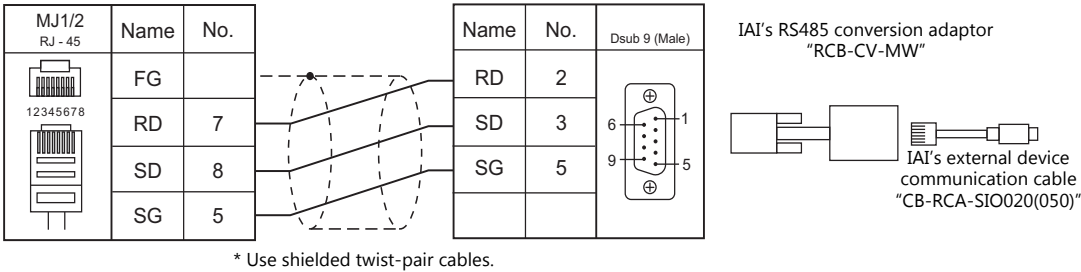 MJ1/2
RJ - 45
Name
No.
12345678
FG
RD
7
SD
8
SG
5
Name
No.
Dsub 9 (Male)
RD
2
SD
3
SG
5
6
1
9
5
* Use shielded twist-pair cables.
IAI's RS485 conversion adaptor
"RCB-CV-MW"
IAI's external device
communication cable
"CB-RCA-SIO020(050)"